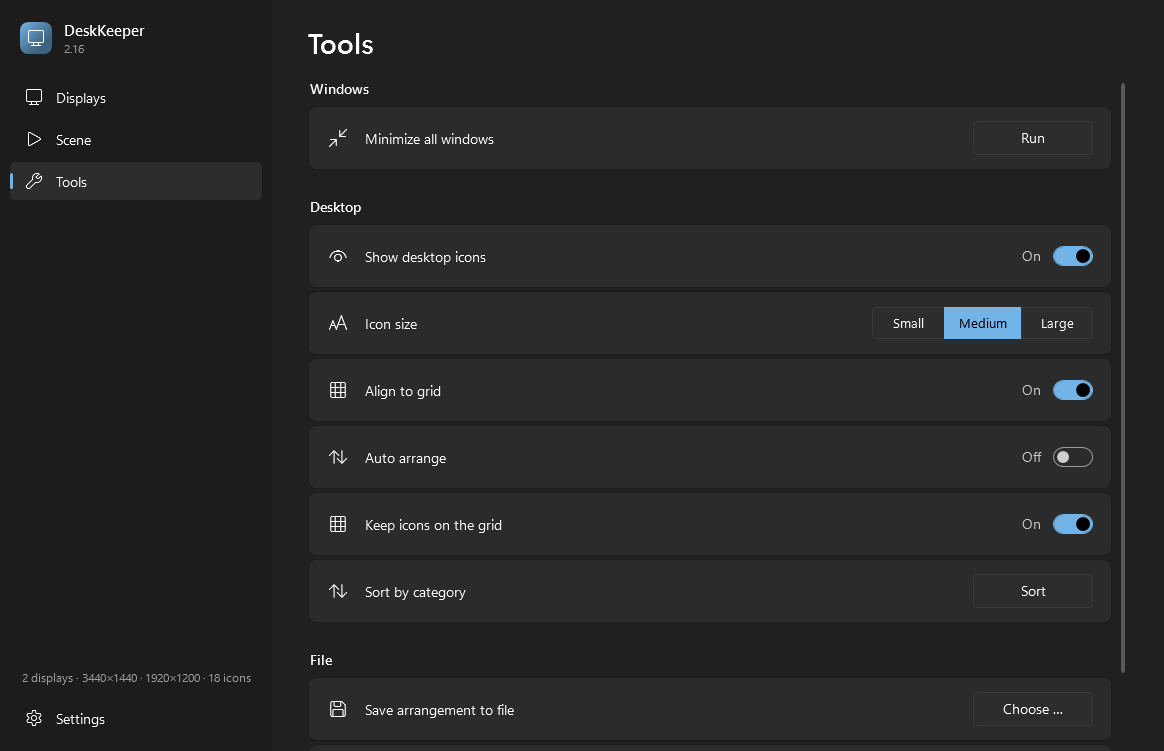 DeskKeeper
2.16
Displays
Scene
Tools
2 displays · 3440×1440 · 1920×1200 · 18 icons
Settings
Tools
Windows
Minimize all windows
Run
Desktop
Show desktop icons
On
Icon size
Small
Medium
Large
Align to grid
On
Auto arrange
Off
Keep icons on the grid
On
Sort by category
Sort
File
Save arrangement to file
Choose ...